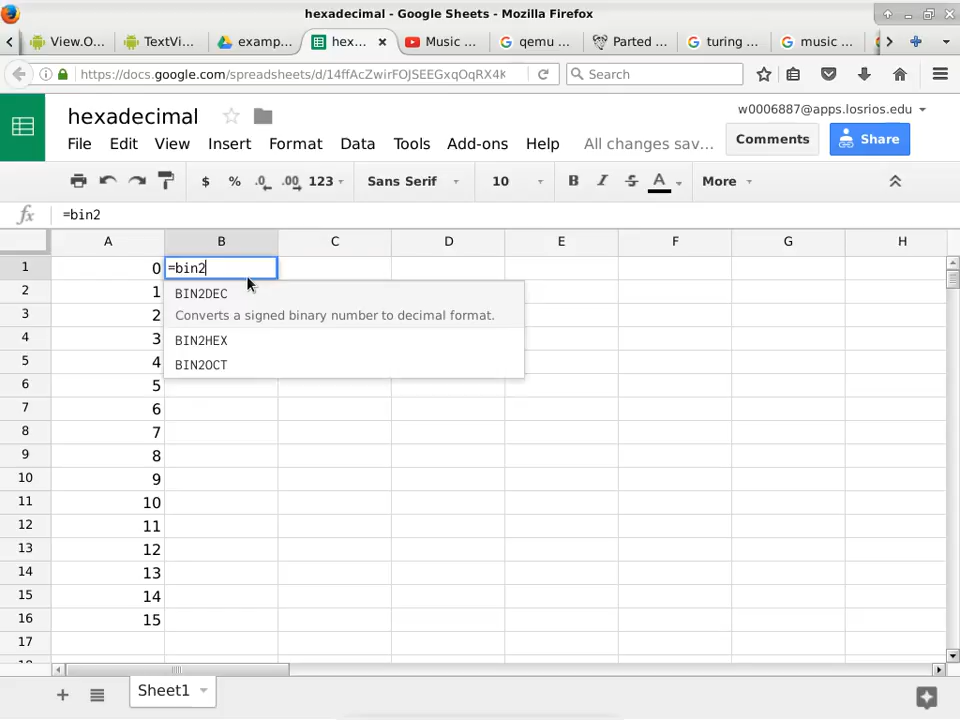 hexadecimal - Google Sheets - Mozilla Firefox
View.O... TextVi... examp... hex... Music ... qemu ... Parted ... turing ... music ...
https://docs.google.com/spreadsheets/d/14ffAcZwirFOJSEEGxqOqRX4K Search
hexadecimal w0006887@apps.losrios.edu
File Edit View Insert Format Data Tools Add-ons Help All changes sav... Comments Share
$ % .0 .00 123 Sans Serif 10 B I S A More
fx =bin2
A B C D E F G H
1 0 =bin2
2 1 BIN2DEC
3 2 Converts a signed binary number to decimal format.
4 3 BIN2HEX
5 4 BIN2OCT
6 5
7 6
8 7
9 8
10 9
11 10
12 11
13 12
14 13
15 14
16 15
17
Sheet1